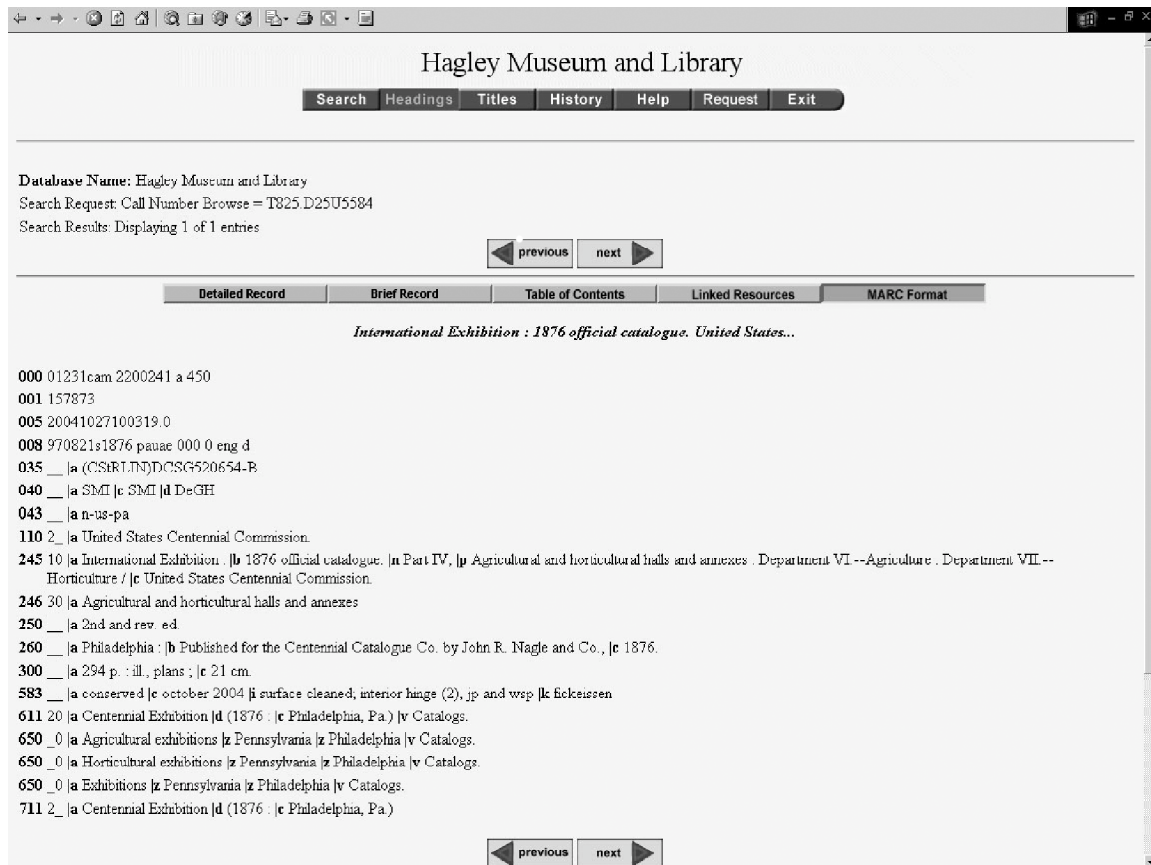 Hagley Museum and Library
Search Headings Titles History Help Request Exit
Database Name: Hagley Museum and Library
Search Request: Call Number Browse = T825.D25U5584
Search Results: Displaying 1 of 1 entries
previous next
Detailed Record Brief Record Table of Contents Linked Resources MARC Format
International Exhibition : 1876 official catalogue. United States...
000 01231cam 2200241 a 450
001 157873
005 20041027100319.0
008 970821s1876 pauae 000 0 eng d
035 __ |a (CStRLIN)DCSG520654-B
040 __ |a SMI |c SMI |d DeGH
043 __ |a n-us-pa
110 2_ |a United States Centennial Commission.
245 10 |a International Exhibition : |b 1876 official catalogue. |n Part IV, |p Agricultural and horticultural halls and annexes : Department VI.--Agriculture : Department VII.--
Horticulture / |c United States Centennial Commission.
246 30 |a Agricultural and horticultural halls and annexes
250 __ |a 2nd and rev. ed.
260 __ |a Philadelphia : |b Published for the Centennial Catalogue Co. by John R. Nagle and Co., |c 1876.
300 __ |a 294 p. : ill., plans ; |c 21 cm.
583 __ |a conserved |c october 2004 |i surface cleaned; interior hinge (2), jp and wsp |k fickeissen
611 20 |a Centennial Exhibition |d (1876 : |c Philadelphia, Pa.) |v Catalogs.
650 _0 |a Agricultural exhibitions |z Pennsylvania |z Philadelphia |v Catalogs.
650 _0 |a Horticultural exhibitions |z Pennsylvania |z Philadelphia |v Catalogs.
650 _0 |a Exhibitions |z Pennsylvania |z Philadelphia |v Catalogs.
711 2_ |a Centennial Exhibition |d (1876 : |c Philadelphia, Pa.)
previous next